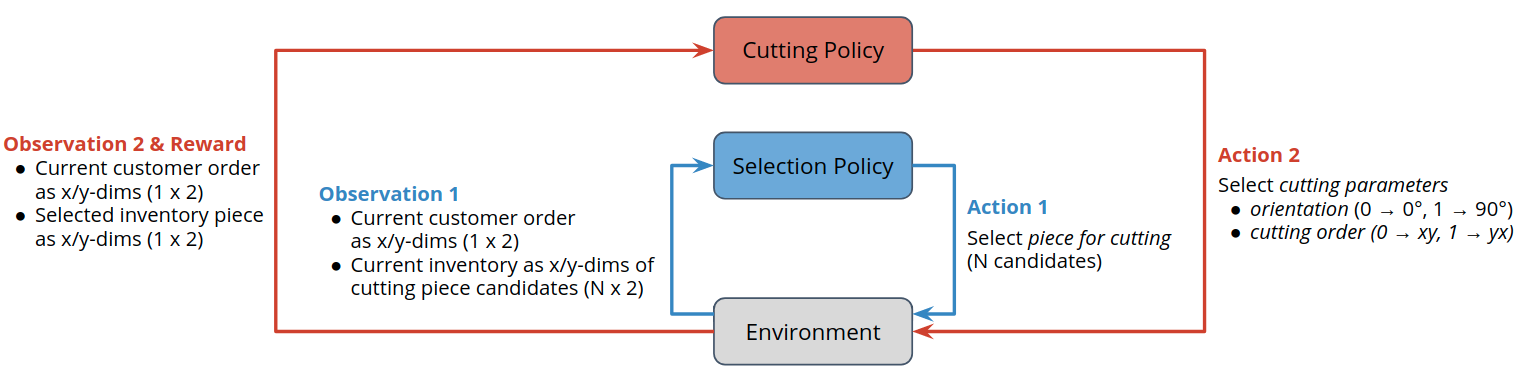 Cutting Policy
Observation 2 & Reward
● Current customer order
as x/y-dims (1 x 2)
● Selected inventory piece
as x/y-dims (1 x 2)
Observation 1
● Current customer order
as x/y-dims (1 x 2)
● Current inventory as x/y-dims of
cutting piece candidates (N x 2)
Selection Policy
Action 1
Select piece for cutting
(N candidates)
Action 2
Select cutting parameters
● orientation (0 → 0°, 1 → 90°)
● cutting order (0 → xy, 1 → yx)
Environment